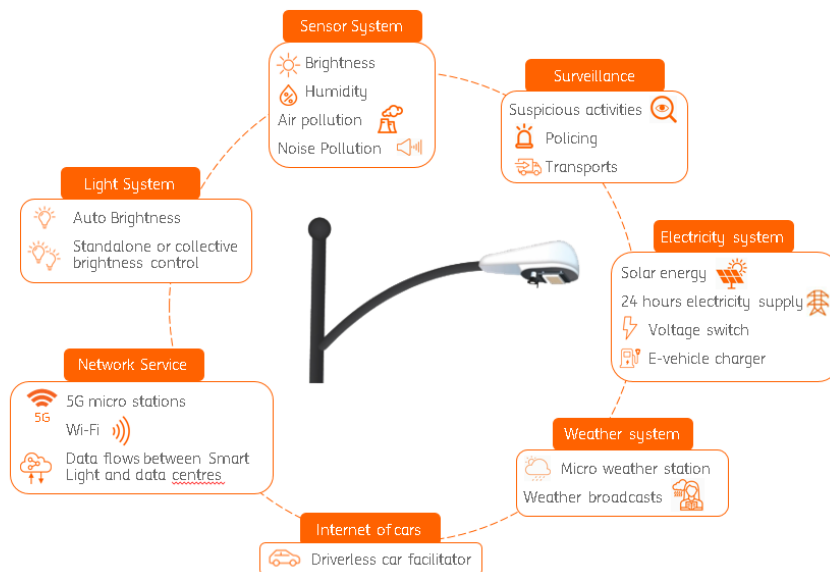 Sensor System
Brightness
Humidity
Air pollution
Noise Pollution
Surveillance
Suspicious activities
Policing
Transports
Light System
Auto Brightness
Standalone or collective
brightness control
Electricity system
Solar energy
24 hours electricity supply
Voltage switch
E-vehicle charger
Network Service
5G micro stations
5G
Wi-Fi
Data flows between Smart
Light and data centres
Weather system
Micro weather station
Weather broadcasts
Internet of cars
Driverless car facilitator